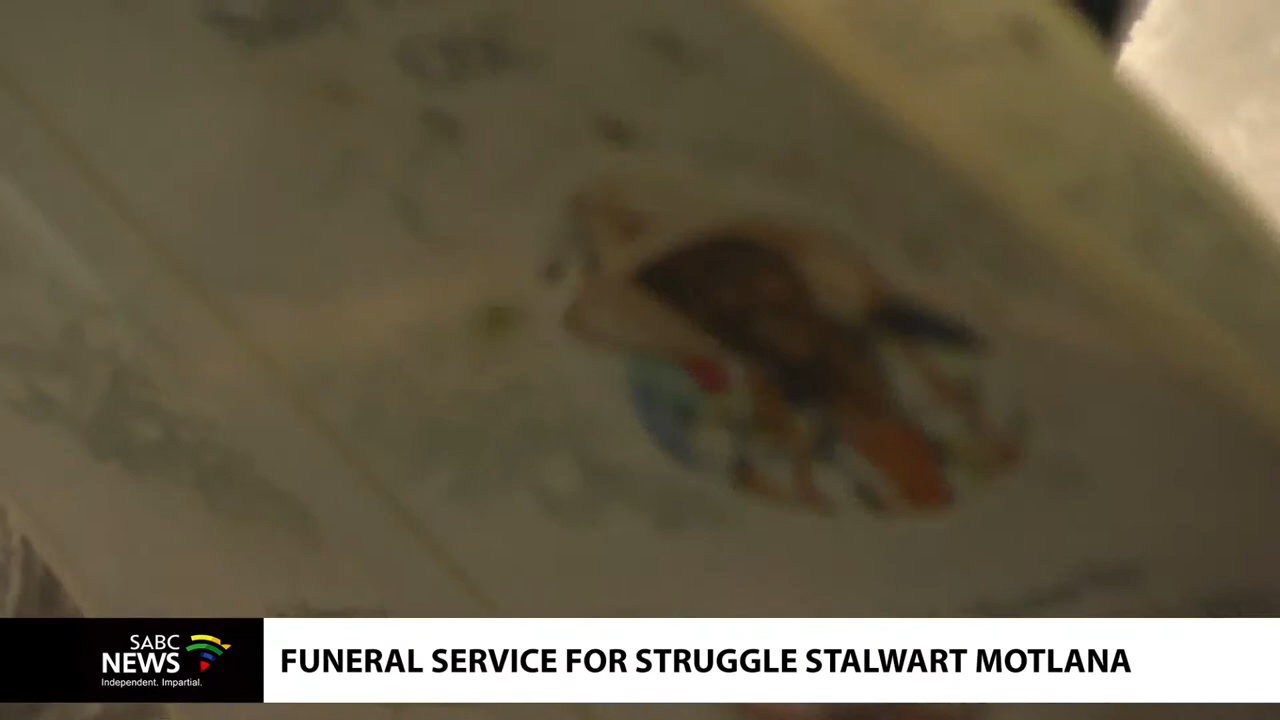 SABC
NEWS
Independent. Impartial.
FUNERAL SERVICE FOR STRUGGLE STALWART MOTLANA